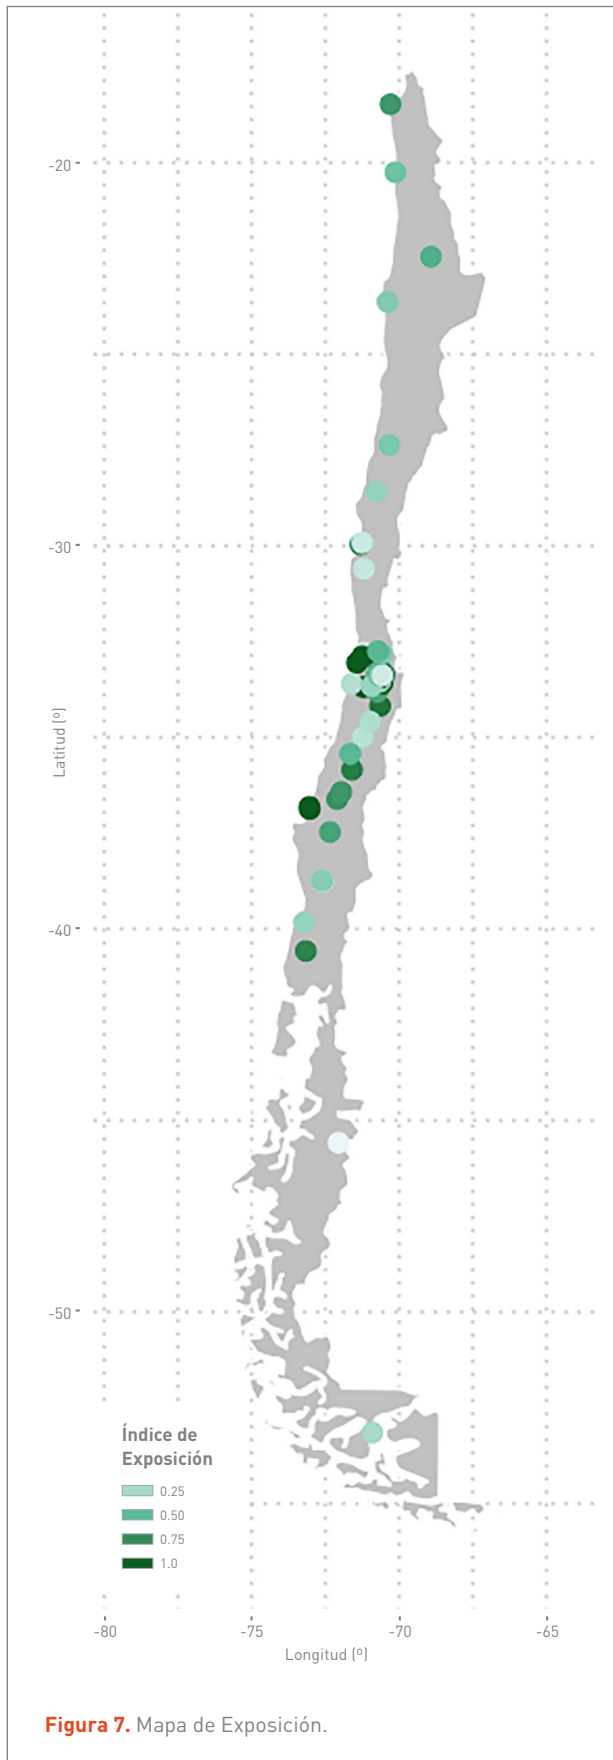 -20
-30
Latitud (º)
-40
-50
Índice de
Exposición
0.25
0.50
0.75
1.0
-80
-75
-70
-65
Longitud (º)
Figura 7. Mapa de Exposición.